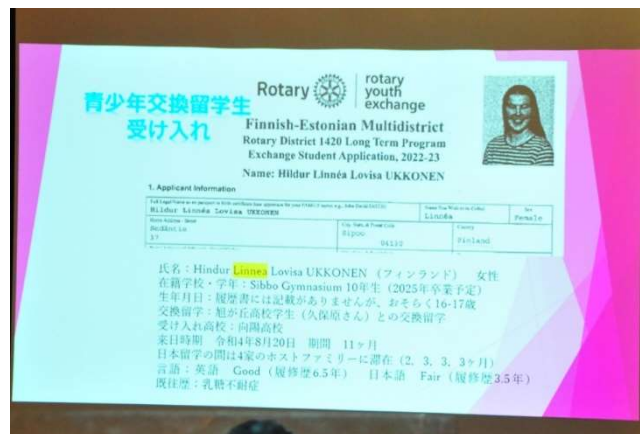 青少年交換留学生
受け入れ
Rotary
rotary
youth
exchange
Finnish-Estonian Multidistrict
Rotary District 1420 Long Term Program
Exchange Student Application, 2022-23
Name: Hildur Linnéa Lovisa UKKONEN
1. Applicant Information
Hildur Linnéa Lovisa UKKONEN
Linnéa
Female
Sipoo
04130
Finland
氏名：Hindur Linnea Lovisa UKKONEN （フィンランド） 女性
在籍学校・学年：Sibbo Gymnasium 10年生（2025年卒業予定）
生年月日：履歴書には記載がありませんが、おそらく16-17歳
交換留学：旭が丘高校学生（久保原さん）との交換留学
受け入れ高校：向陽高校
来日時期 令和4年8月20日 期間 11ヶ月
日本留学の間は4家のホストファミリーに滞在（2，3，3，3ヶ月）
言語：英語 Good（履修歴6.5年） 日本語 Fair（履修歴3.5年）
既往歴：乳糖不耐症